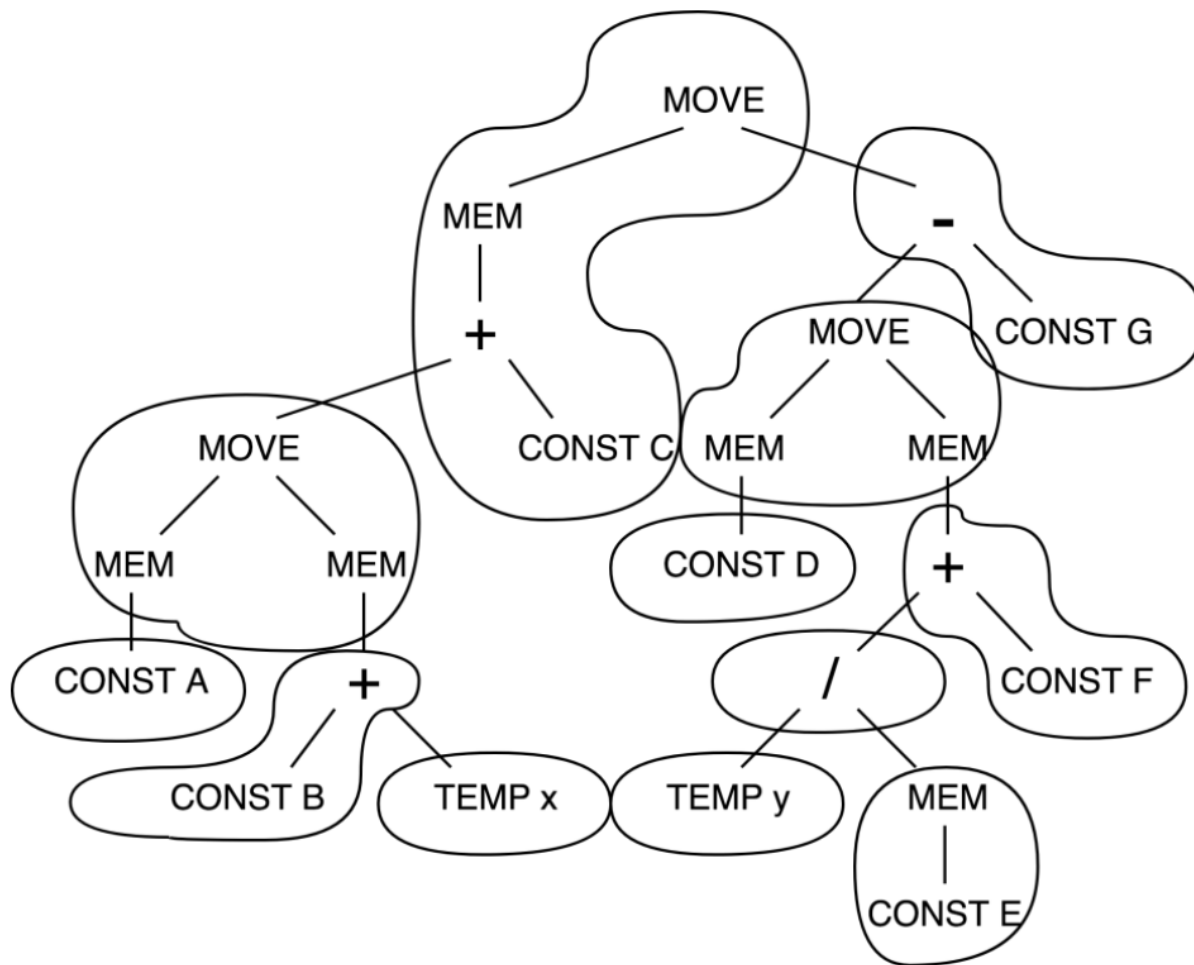 MOVE
MEM -
+ MOVE CONST G
MOVE CONST C MEM MEM
MEM MEM CONST D +
CONST A + / CONST F
CONST B TEMP x TEMP y MEM
CONST E